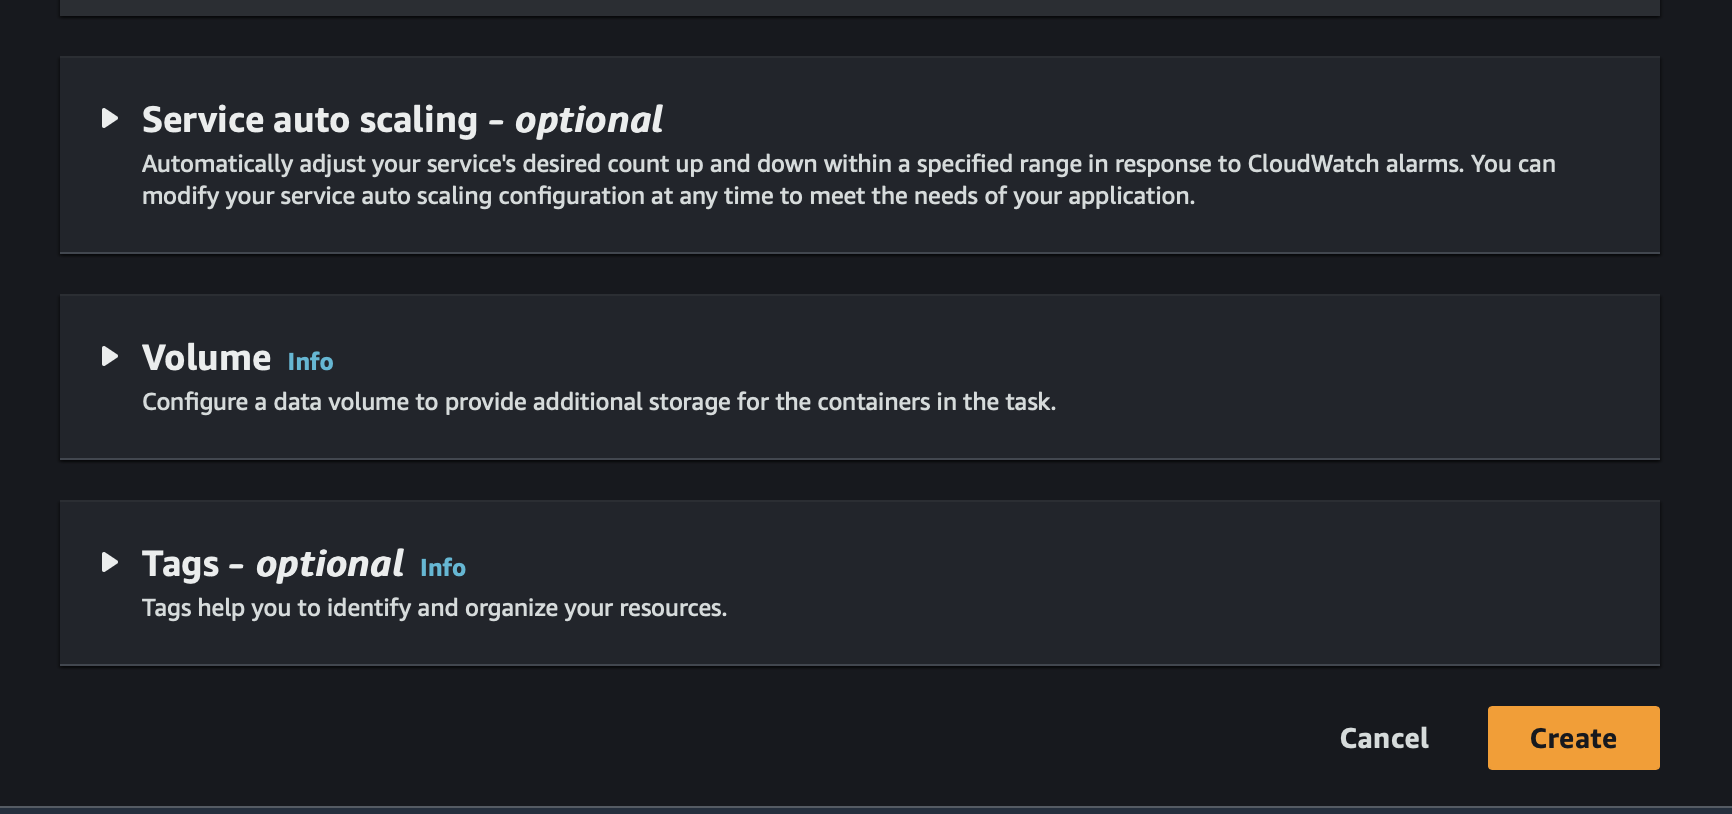 Service auto scaling - optional
Automatically adjust your service's desired count up and down within a specified range in response to CloudWatch alarms. You can
modify your service auto scaling configuration at any time to meet the needs of your application.
Volume Info
Configure a data volume to provide additional storage for the containers in the task.
Tags - optional Info
Tags help you to identify and organize your resources.
Cancel Create